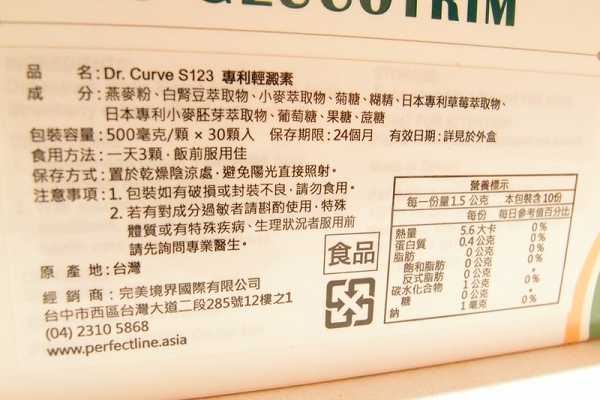 GLUCOTRIM
品 名：Dr. Curve S123 專利輕澱素
成 分：燕麥粉、白腎豆萃取物、小麥萃取物、菊糖、糊精、日本專利草莓萃取物、
日本專利小麥胚芽萃取物、葡萄糖、果糖、蔗糖
包裝容量：500毫克/顆 × 30顆入 保存期限：24個月 有效日期：詳見於外盒
食用方法：一天3顆，飯前服用佳
保存方式：置於乾燥陰涼處，避免陽光直接照射。
注意事項：1. 包裝如有破損或封裝不良，請勿食用。
2. 若有對成分過敏者請斟酌使用，特殊
體質或有特殊疾病、生理狀況者服用前
請先詢問專業醫生。
原 產 地：台灣
經 銷 商：完美境界國際有限公司
台中市西區台灣大道二段285號12樓之1
(04) 2310 5868
www.perfectline.asia
食品
營養標示
每一份量1.5公克 本包裝含10份
每份 每日參考值百分比
熱量 5.6大卡 0%
蛋白質 0.4公克 0%
脂肪 0公克 0%
飽和脂肪 0公克 0%
反式脂肪 0公克 *
碳水化合物 1公克 0%
糖 0公克 *
鈉 1毫克 0%